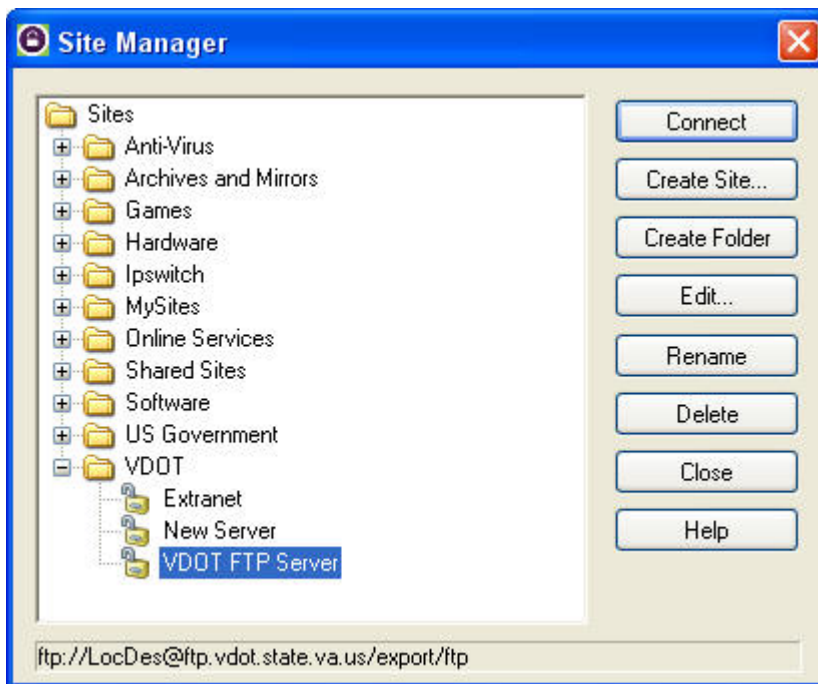 Site Manager
Sites
Anti-Virus
Archives and Mirrors
Games
Hardware
Ipswitch
MySites
Online Services
Shared Sites
Software
US Government
VDOT
Extranet
New Server
VDOT FTP Server
Connect
Create Site...
Create Folder
Edit...
Rename
Delete
Close
Help
ftp://LocDes@ftp.vdot.state.va.us/export/ftp